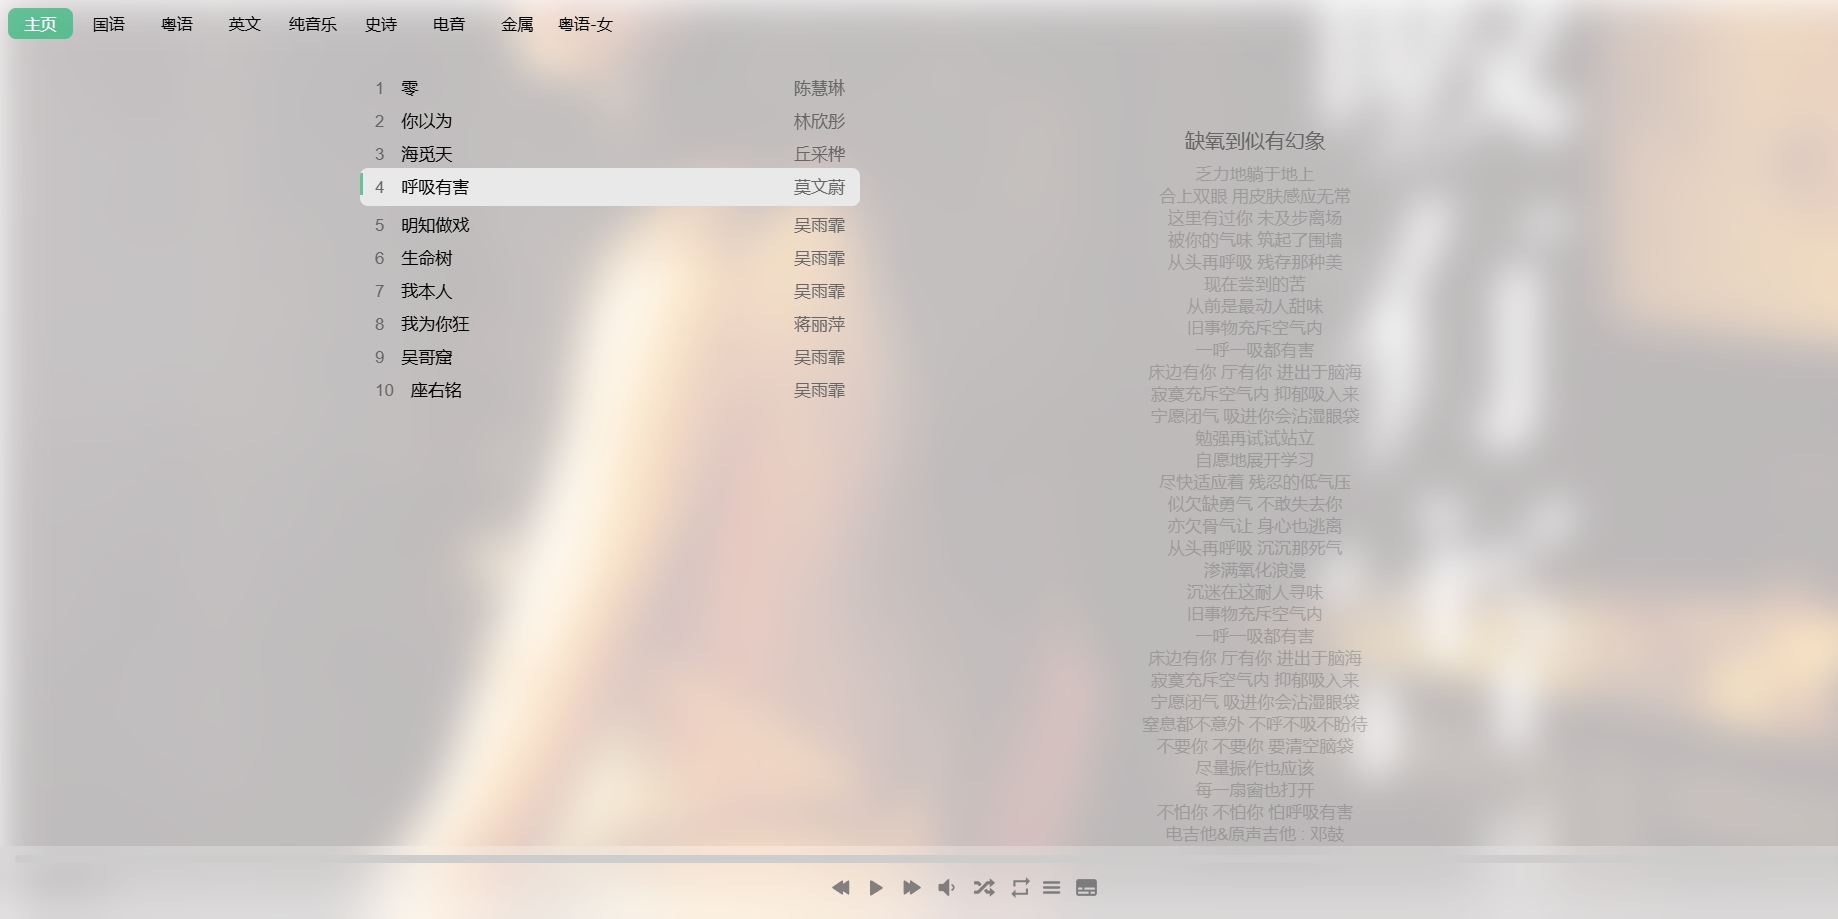 主页 国语 粤语 英文 纯音乐 史诗 电音 金属 粤语-女
1 零 陈慧琳
2 你以为 林欣彤
3 海觅天 丘采桦
4 呼吸有害 莫文蔚
5 明知做戏 吴雨霏
6 生命树 吴雨霏
7 我本人 吴雨霏
8 我为你狂 蒋丽萍
9 吴哥窟 吴雨霏
10 座右铭 吴雨霏
缺氧到似有幻象
乏力地躺于地上
合上双眼 用皮肤感应无常
这里有过你 未及步离场
被你的气味 筑起了围墙
从头再呼吸 残存那种美
现在尝到的苦
从前是最动人甜味
旧事物充斥空气内
一呼一吸都有害
床边有你 厅有你 进出于脑海
寂寞充斥空气内 抑郁吸入来
宁愿闭气 吸进你会沾湿眼袋
勉强再试试站立
自愿地展开学习
尽快适应着 残忍的低气压
似欠缺勇气 不敢失去你
亦欠骨气让 身心也逃离
从头再呼吸 沉沉那死气
渗满氧化浪漫
沉迷在这耐人寻味
旧事物充斥空气内
一呼一吸都有害
床边有你 厅有你 进出于脑海
寂寞充斥空气内 抑郁吸入来
宁愿闭气 吸进你会沾湿眼袋
窒息都不意外 不呼不吸不盼待
不要你 不要你 要清空脑袋
尽量振作也应该
每一扇窗也打开
不怕你 不怕你 怕呼吸有害
电吉他&原声吉他 : 邓鼓